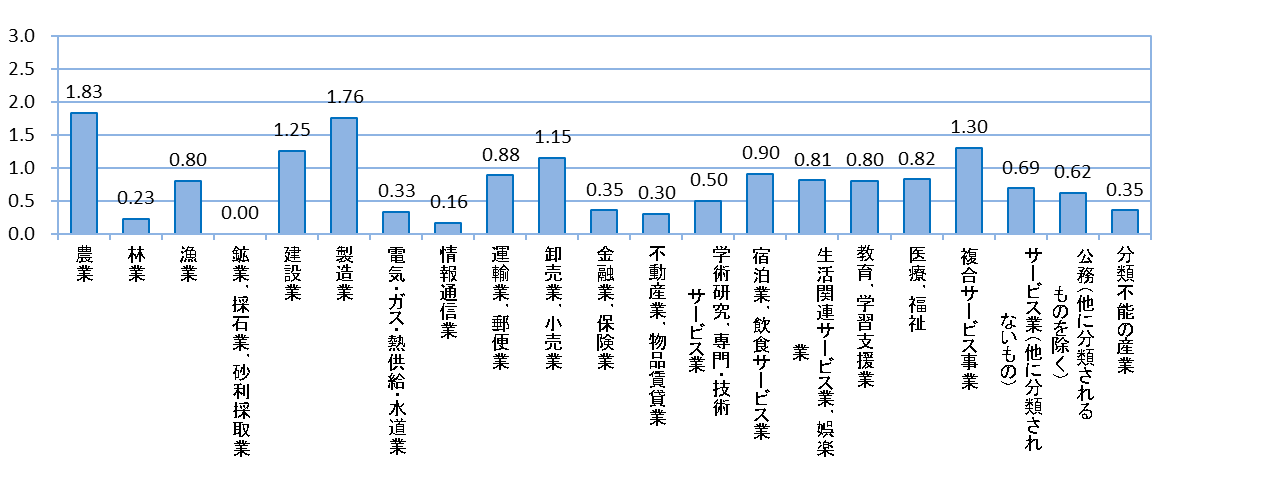 3.0
2.5
2.0
1.5
1.0
0.5
0.0
1.83
0.23
0.80
0.00
1.25
1.76
0.33
0.16
0.88
1.15
0.35
0.30
0.50
0.90
0.81
0.80
0.82
1.30
0.69
0.62
0.35
農業
林業
漁業
鉱業、採石業、砂利採取業
建設業
製造業
電気・ガス・熱供給・水道業
情報通信業
運輸業、郵便業
卸売業、小売業
金融業、保険業
不動産業、物品賃貸業
学術研究、専門・技術
サービス業
宿泊業、飲食サービス業
生活関連サービス業、娯楽
業
教育、学習支援業
医療、福祉
複合サービス事業
サービス業(他に分類され
ないもの)
公務(他に分類される
ものを除く)
分類不能の産業